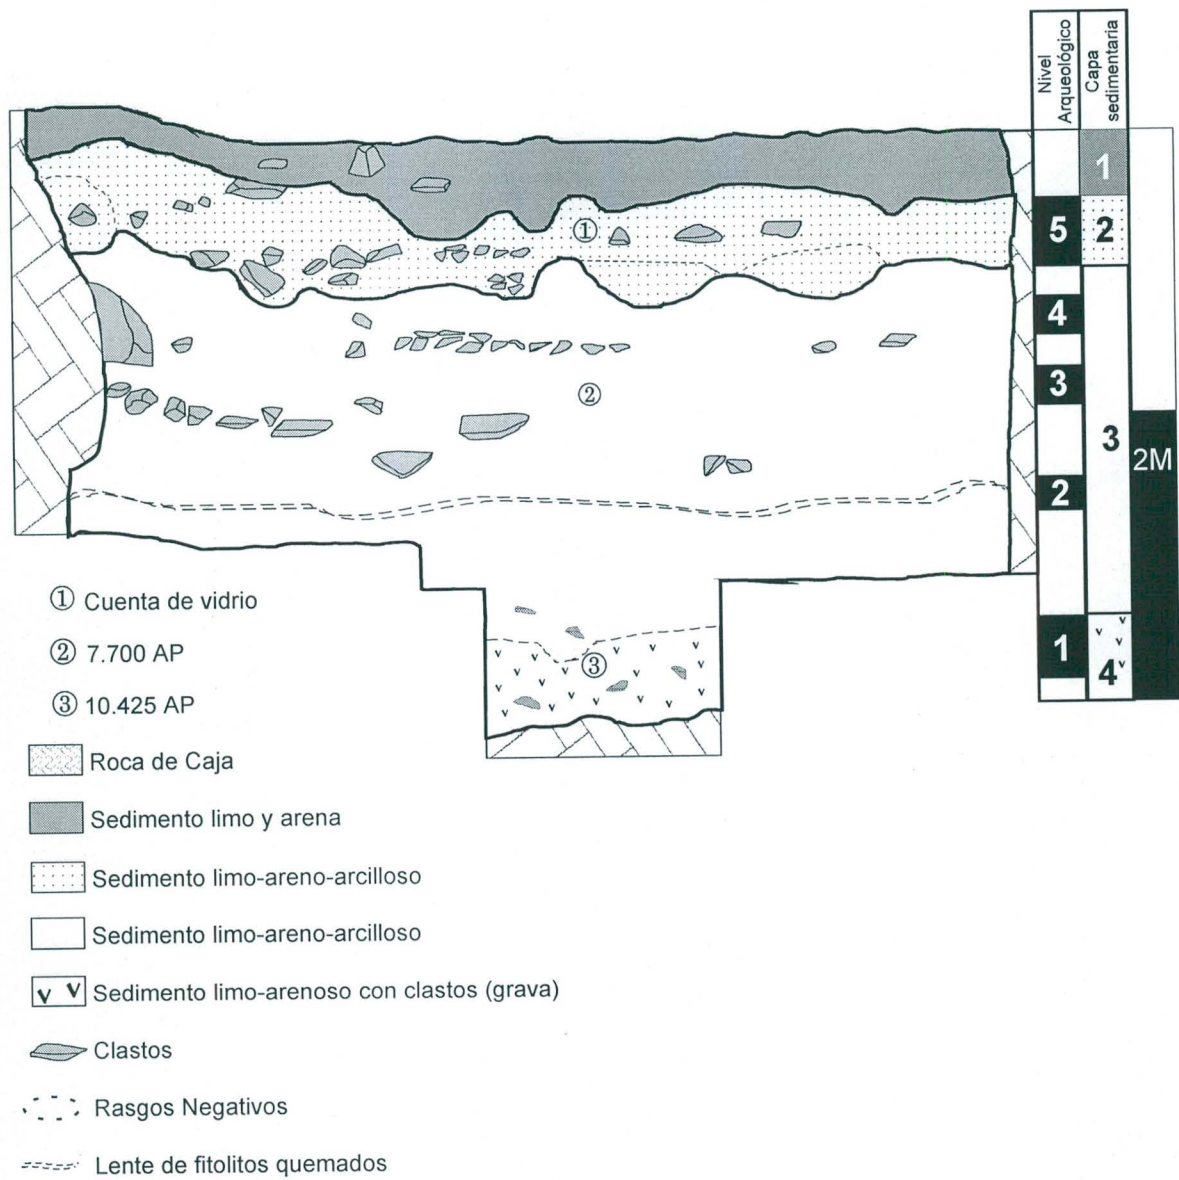 Nivel
Arqueológico
Capa
sedimentaria
1
5
2
4
3
3
2
2M
1
4
①
②
③
① Cuenta de vidrio
② 7.700 AP
③ 10.425 AP
Roca de Caja
Sedimento limo y arena
Sedimento limo-areno-arcilloso
Sedimento limo-areno-arcilloso
Sedimento limo-arenoso con clastos (grava)
Clastos
Rasgos Negativos
Lente de fitolitos quemados